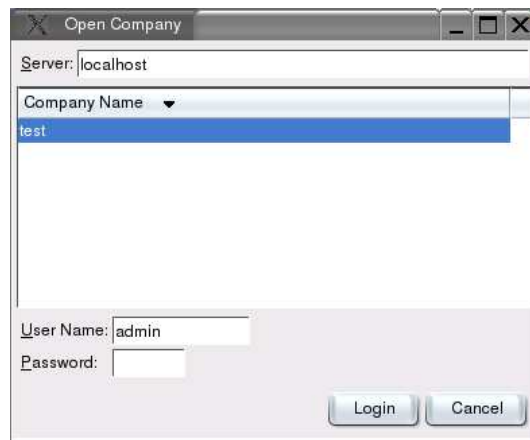 Open Company
Server: localhost
Company Name
test
User Name: admin
Password:
Login Cancel